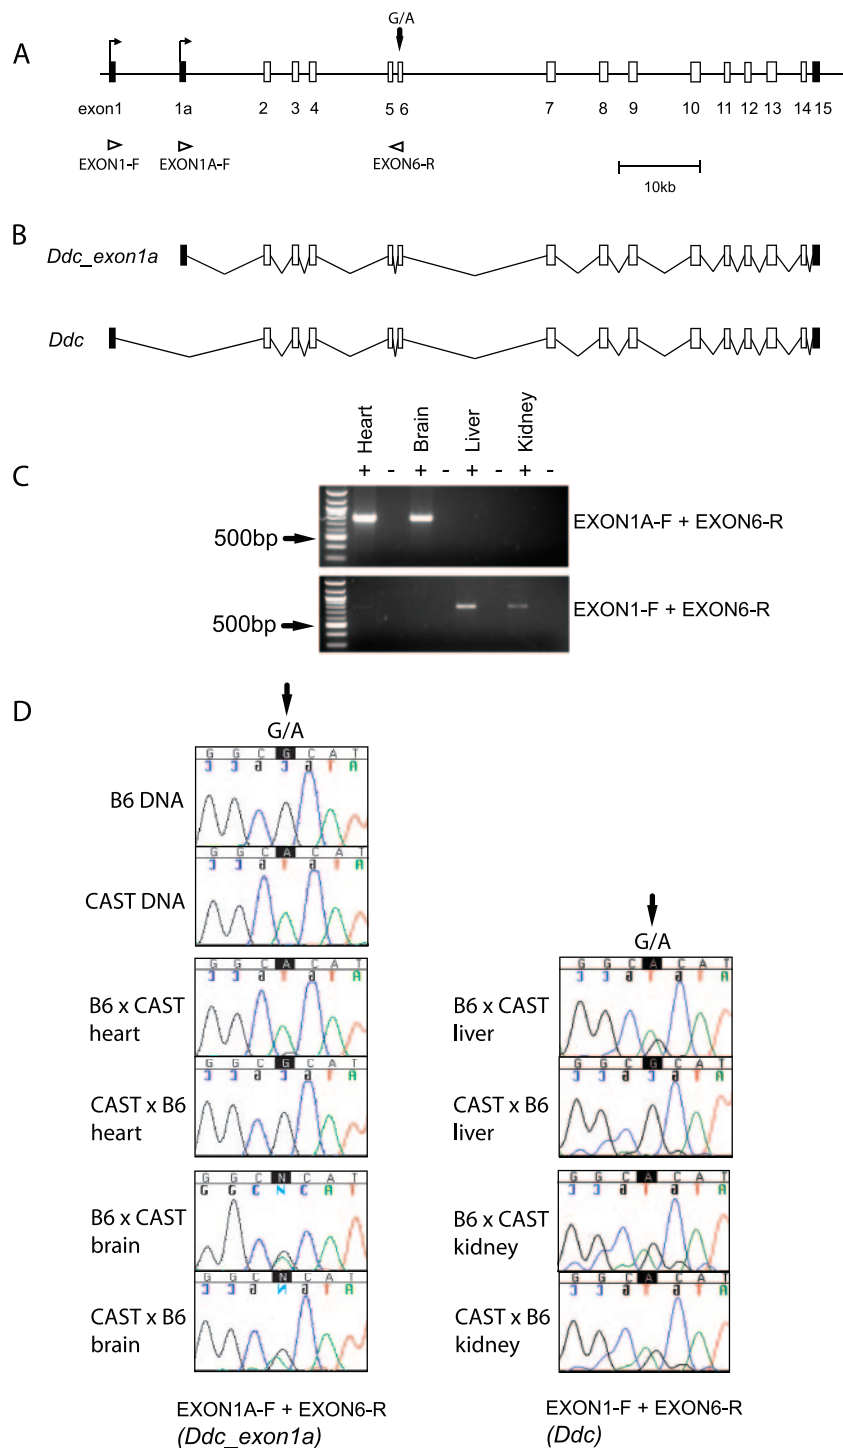 A
G/A
exon1 1a 2 3 4 5 6 7 8 9 10 11 12 13 14 15
EXON1-F EXON1A-F EXON6-R
10kb
B
Ddc_exon1a
Ddc
C
Heart Brain Liver Kidney
+ - + - + - + -
500bp
EXON1A-F + EXON6-R
500bp
EXON1-F + EXON6-R
D
G/A
B6 DNA
G G C G C A T
CAST DNA
G G C A C A T
B6 x CAST
heart
G G C A C A T
CAST x B6
heart
G G C G C A T
B6 x CAST
brain
G G C N C A T
G G C N C A T
CAST x B6
brain
G G C N C A T
EXON1A-F + EXON6-R
(Ddc_exon1a)
G/A
B6 x CAST
liver
G G C A C A T
CAST x B6
liver
G G C G C A T
B6 x CAST
kidney
G G C A C A T
CAST x B6
kidney
G G C A C A T
EXON1-F + EXON6-R
(Ddc)